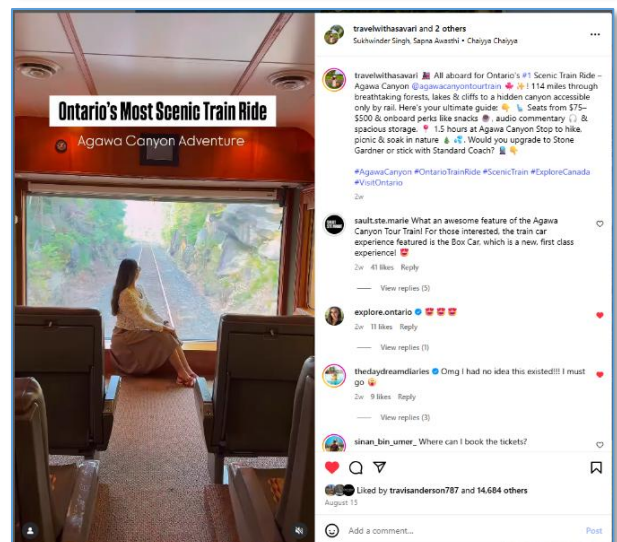 Ontario's Most Scenic Train Ride
Agawa Canyon Adventure
travelwithasavari and 2 others
Sukhwinder Singh, Sapna Awasthi • Chaiyya Chaiyya
travelwithasavari 🚂 All aboard for Ontario's #1 Scenic Train Ride –
Agawa Canyon @agawacanyontourtrain 🍁 ✨! 114 miles through
breathtaking forests, lakes & cliffs to a hidden canyon accessible
only by rail. Here's your ultimate guide: 👇 💺 Seats from $75–
$500 & onboard perks like snacks 🍩, audio commentary 🎧 &
spacious storage. 📍 1.5 hours at Agawa Canyon Stop to hike,
picnic & soak in nature 🌲 💦. Would you upgrade to Stone
Gardner or stick with Standard Coach? 🚆 👇
#AgawaCanyon #OntarioTrainRide #ScenicTrain #ExploreCanada
#VisitOntario
2w
sault.ste.marie What an awesome feature of the Agawa
Canyon Tour Train! For those interested, the train car
experience featured is the Box Car, which is a new, first class
experience! 😍
2w 41 likes Reply
View replies (5)
explore.ontario 😍 😍 😍
2w 11 likes Reply
View replies (1)
thedaydreamdiaries Omg I had no idea this existed!!! I must
go 😜
2w 9 likes Reply
View replies (3)
sinan_bin_umer_ Where can I book the tickets?
Liked by travisanderson787 and 14,684 others
August 15
Add a comment...
Post